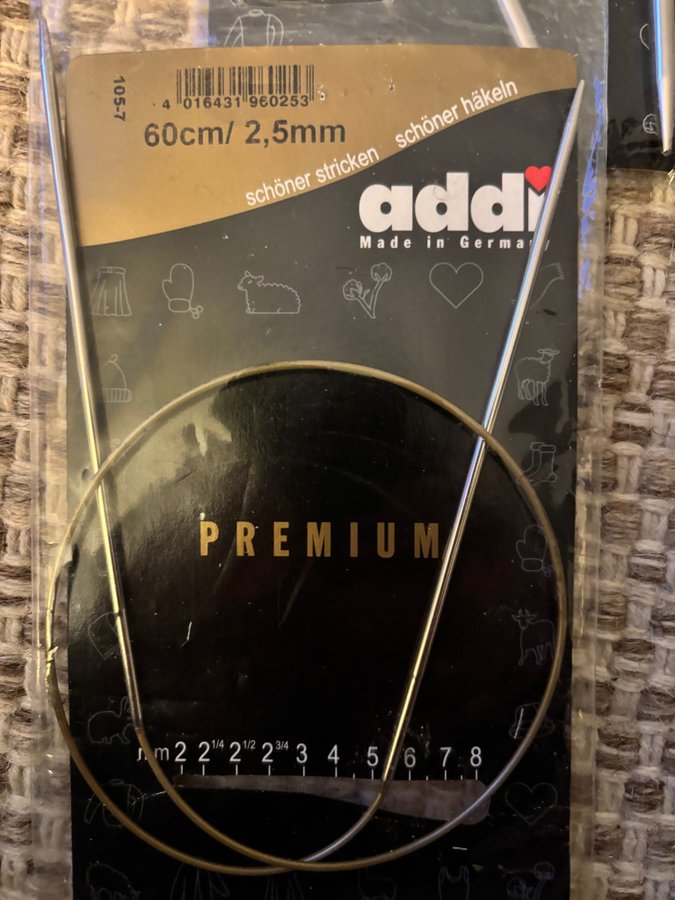 105-7
4 016431 960253
60cm/ 2,5mm
schöner stricken schöner häkeln
addi
Made in Germany
PREMIUM
mm 2 2 1/4 2 1/2 2 3/4 3 4 5 6 7 8